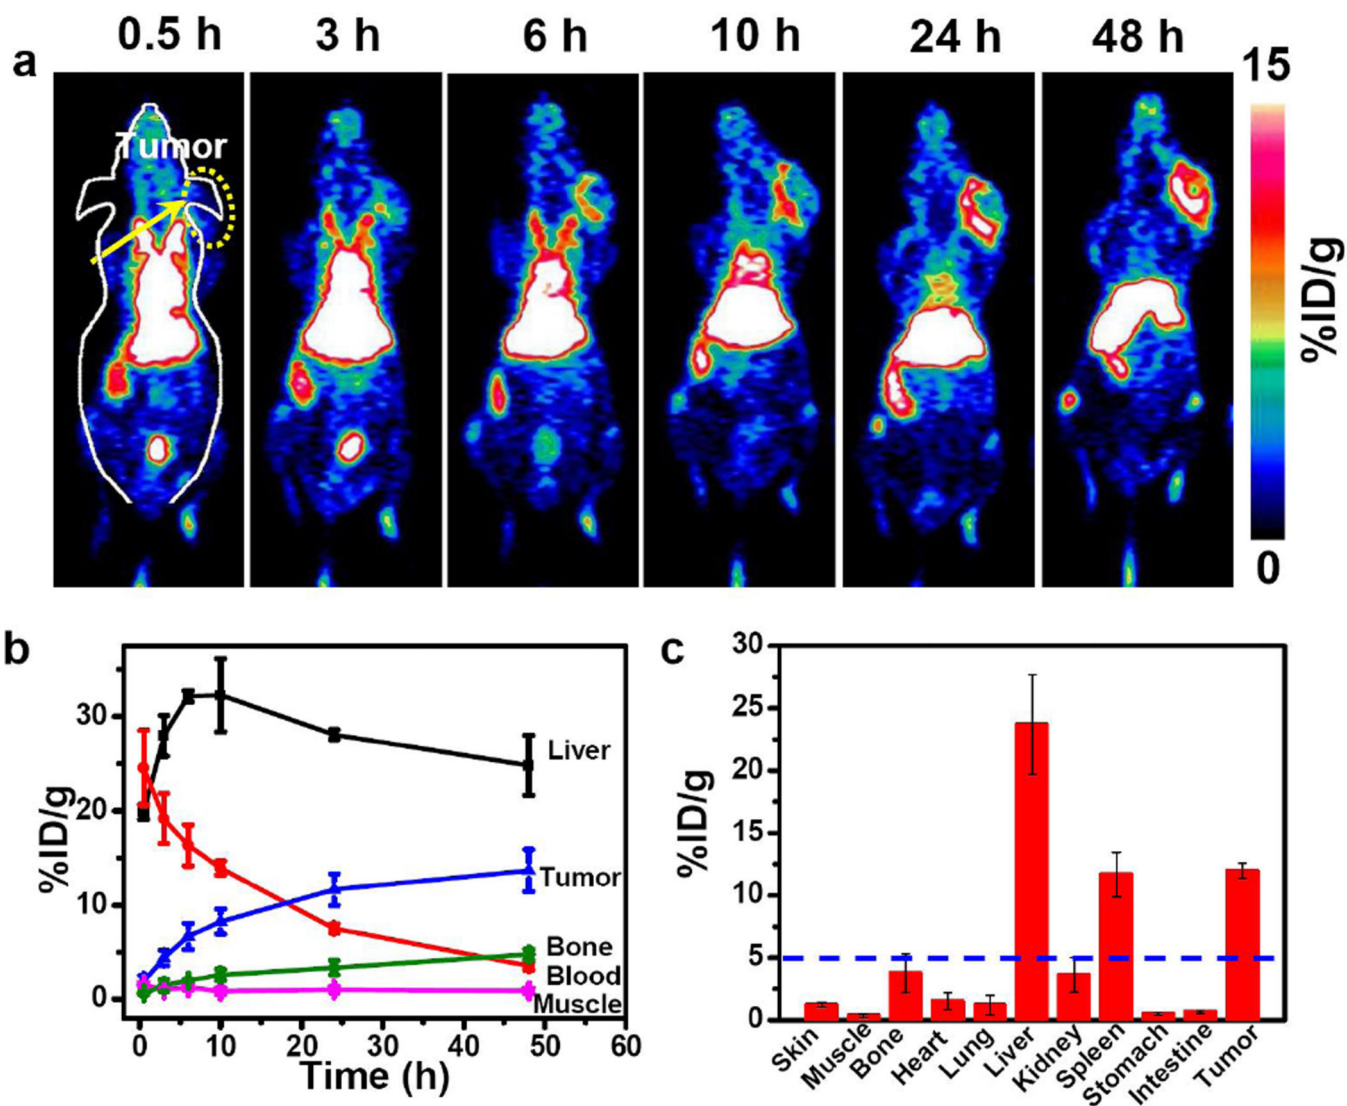 0.5 h 3 h 6 h 10 h 24 h 48 h
a
15
Tumor
%ID/g
0
b
%ID/g
30
20
10
0
Liver
Tumor
Bone
Blood
Muscle
0 10 20 30 40 50 60
Time (h)
c
%ID/g
30
25
20
15
10
5
0
Skin
Muscle
Bone
Heart
Lung
Liver
Kidney
Spleen
Stomach
Intestine
Tumor